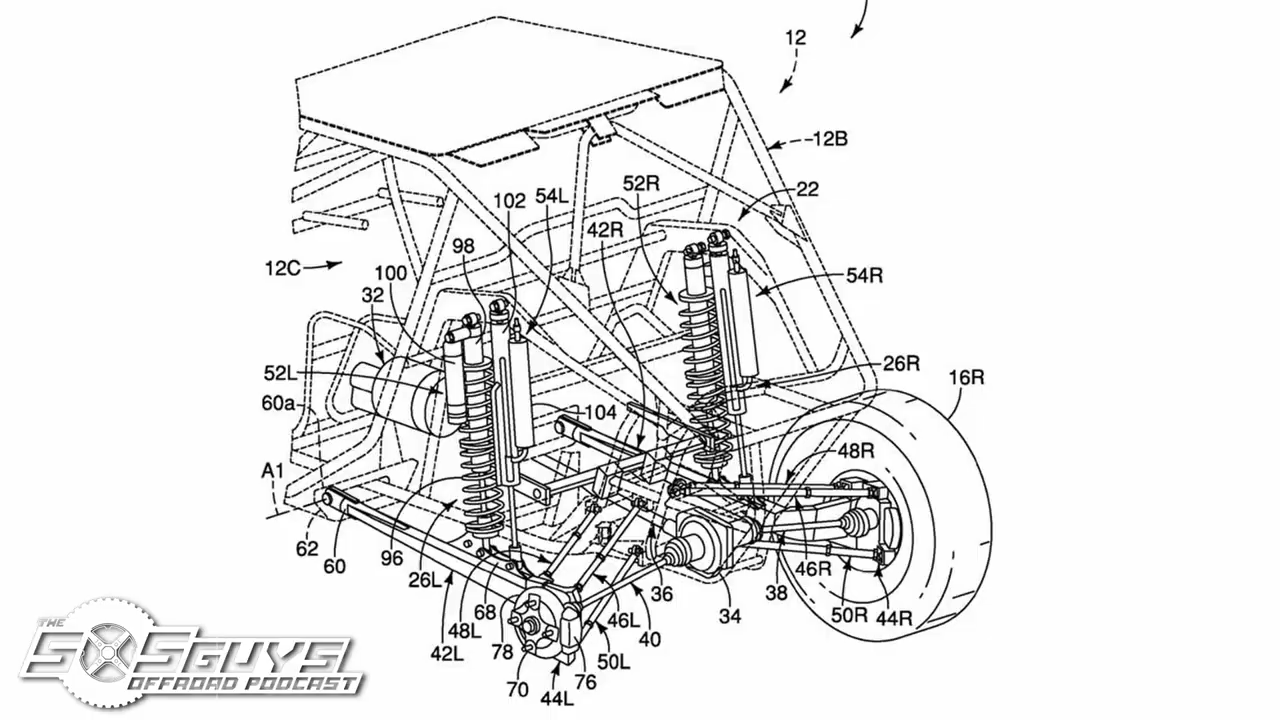 12
12B
22
52R
54L
102
42R
98
12C
100
32
54R
52L
26R
60a
16R
104
A1
48R
62
60
96
26L
36
38
46R
34
50R
44R
68
48L
42L
78
46L
40
50L
70
76
44L
THE
SXSGUYS
OFFROAD PODCAST